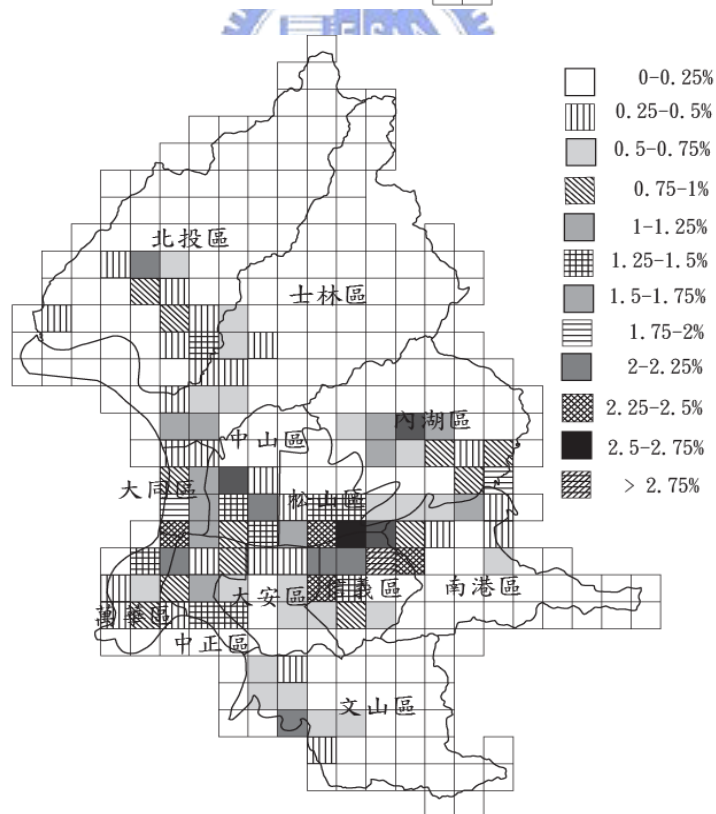 0-0.25%
0.25-0.5%
0.5-0.75%
0.75-1%
1-1.25%
1.25-1.5%
1.5-1.75%
1.75-2%
2-2.25%
2.25-2.5%
2.5-2.75%
> 2.75%
北投區
士林區
內湖區
中山區
大同區
松山區
大安區
信義區
南港區
萬華區
中正區
文山區